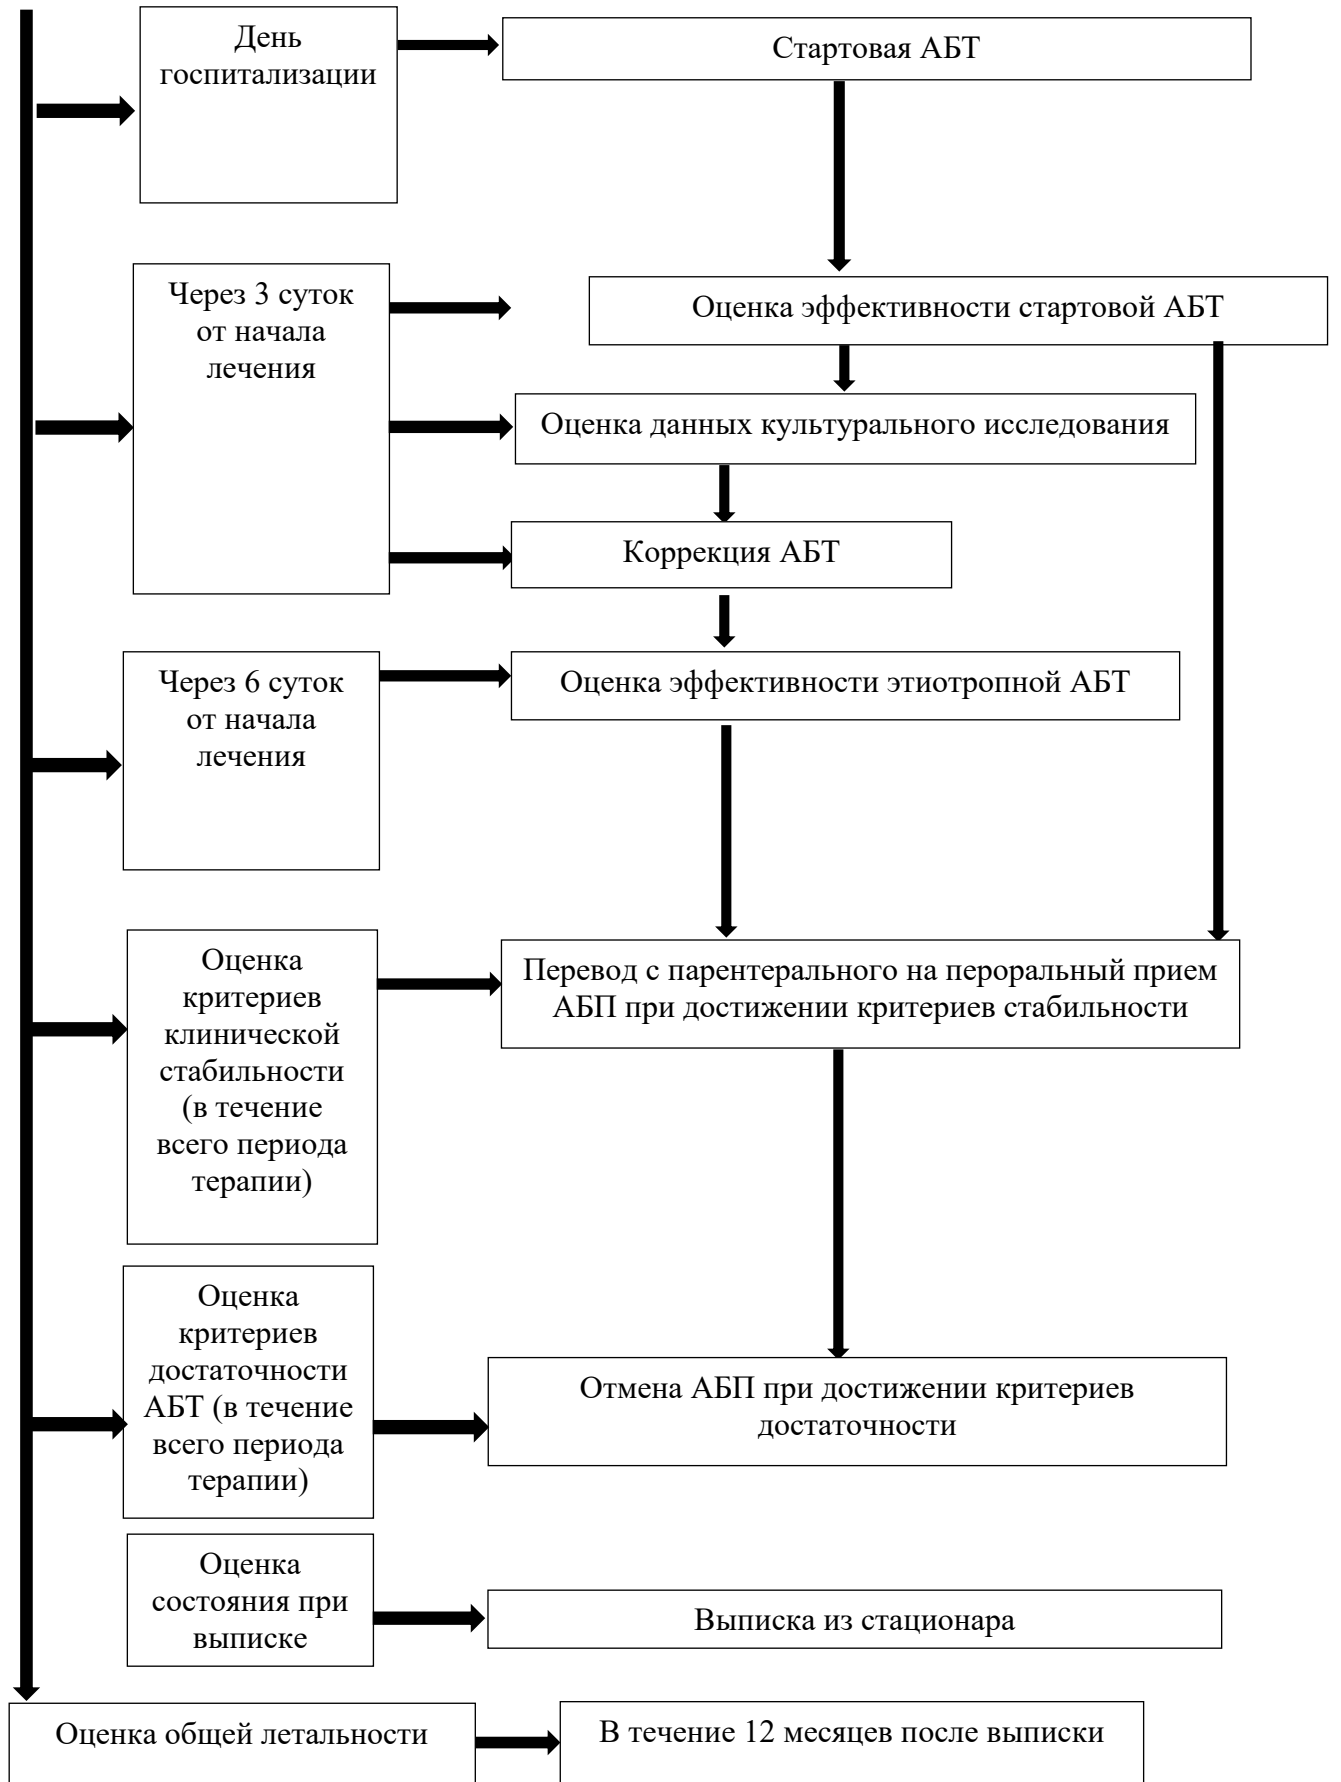 День
госпитализации
Стартовая АБТ
Через 3 суток
от начала
лечения
Оценка эффективности стартовой АБТ
Оценка данных культурального исследования
Коррекция АБТ
Через 6 суток
от начала
лечения
Оценка эффективности этиотропной АБТ
Оценка
критериев
клинической
стабильности
(в течение
всего периода
терапии)
Перевод с парентерального на пероральный прием
АБП при достижении критериев стабильности
Оценка
критериев
достаточности
АБТ (в течение
всего периода
терапии)
Отмена АБП при достижении критериев
достаточности
Оценка
состояния при
выписке
Выписка из стационара
Оценка общей летальности
В течение 12 месяцев после выписки